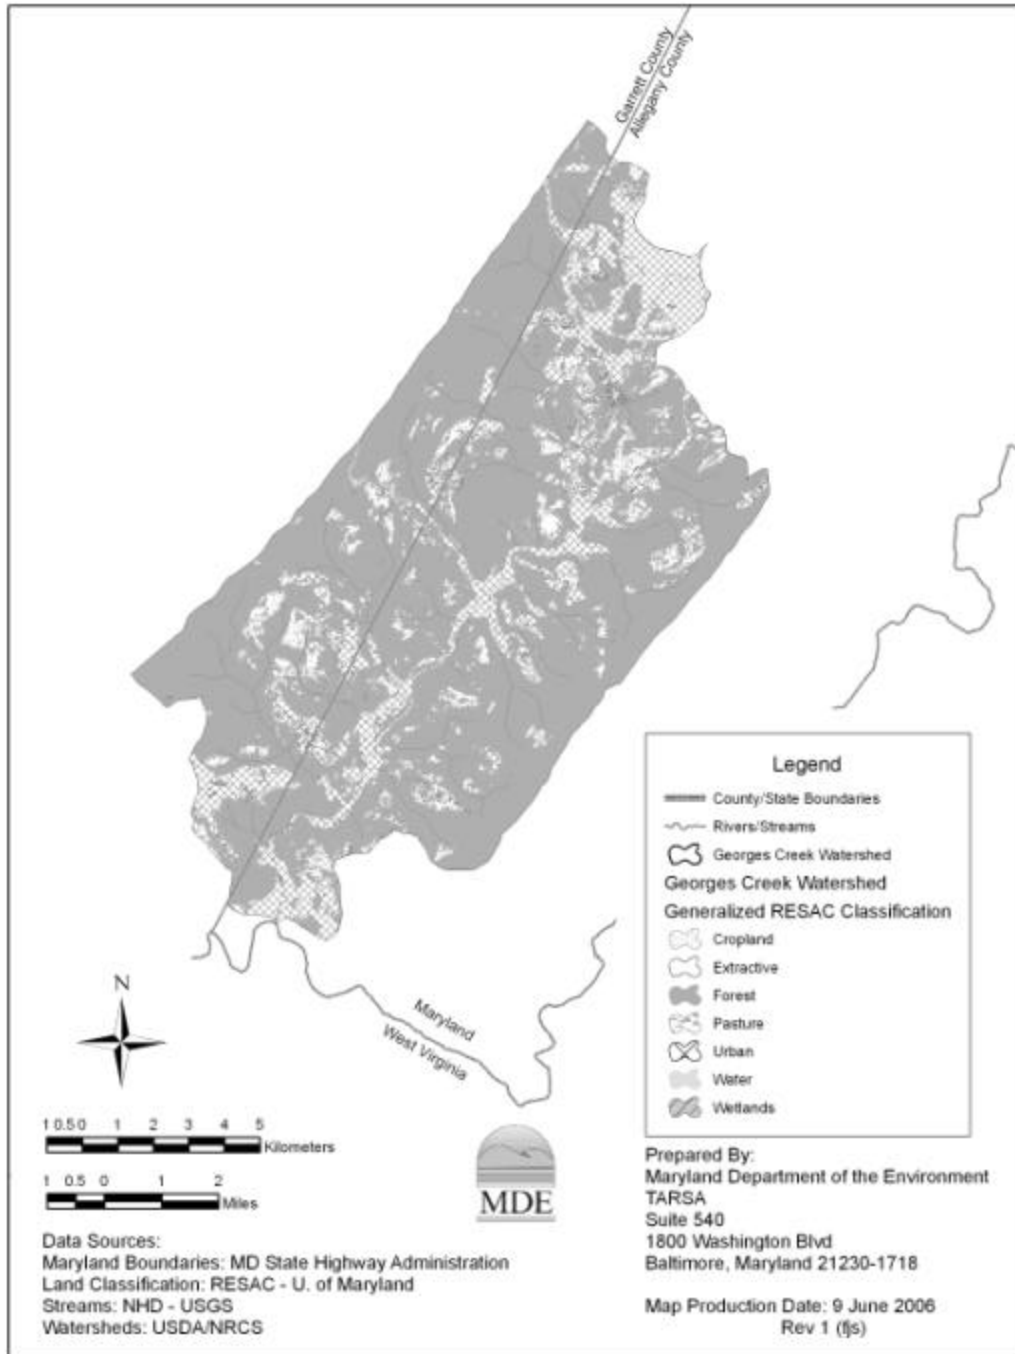 Garrett County
Allegany County
Legend
County/State Boundaries
Rivers/Streams
Georges Creek Watershed
Georges Creek Watershed
Generalized RESAC Classification
Cropland
Extractive
Forest
Pasture
Urban
Water
Wetlands
Maryland
West Virginia
N
1 0.5 0 1 2 3 4 5
Kilometers
1 0.5 0 1 2
Miles
MDE
Data Sources:
Maryland Boundaries: MD State Highway Administration
Land Classification: RESAC - U. of Maryland
Streams: NHD - USGS
Watersheds: USDA/NRCS
Prepared By:
Maryland Department of the Environment
TARSA
Suite 540
1800 Washington Blvd
Baltimore, Maryland 21230-1718
Map Production Date: 9 June 2006
Rev 1 (fjs)